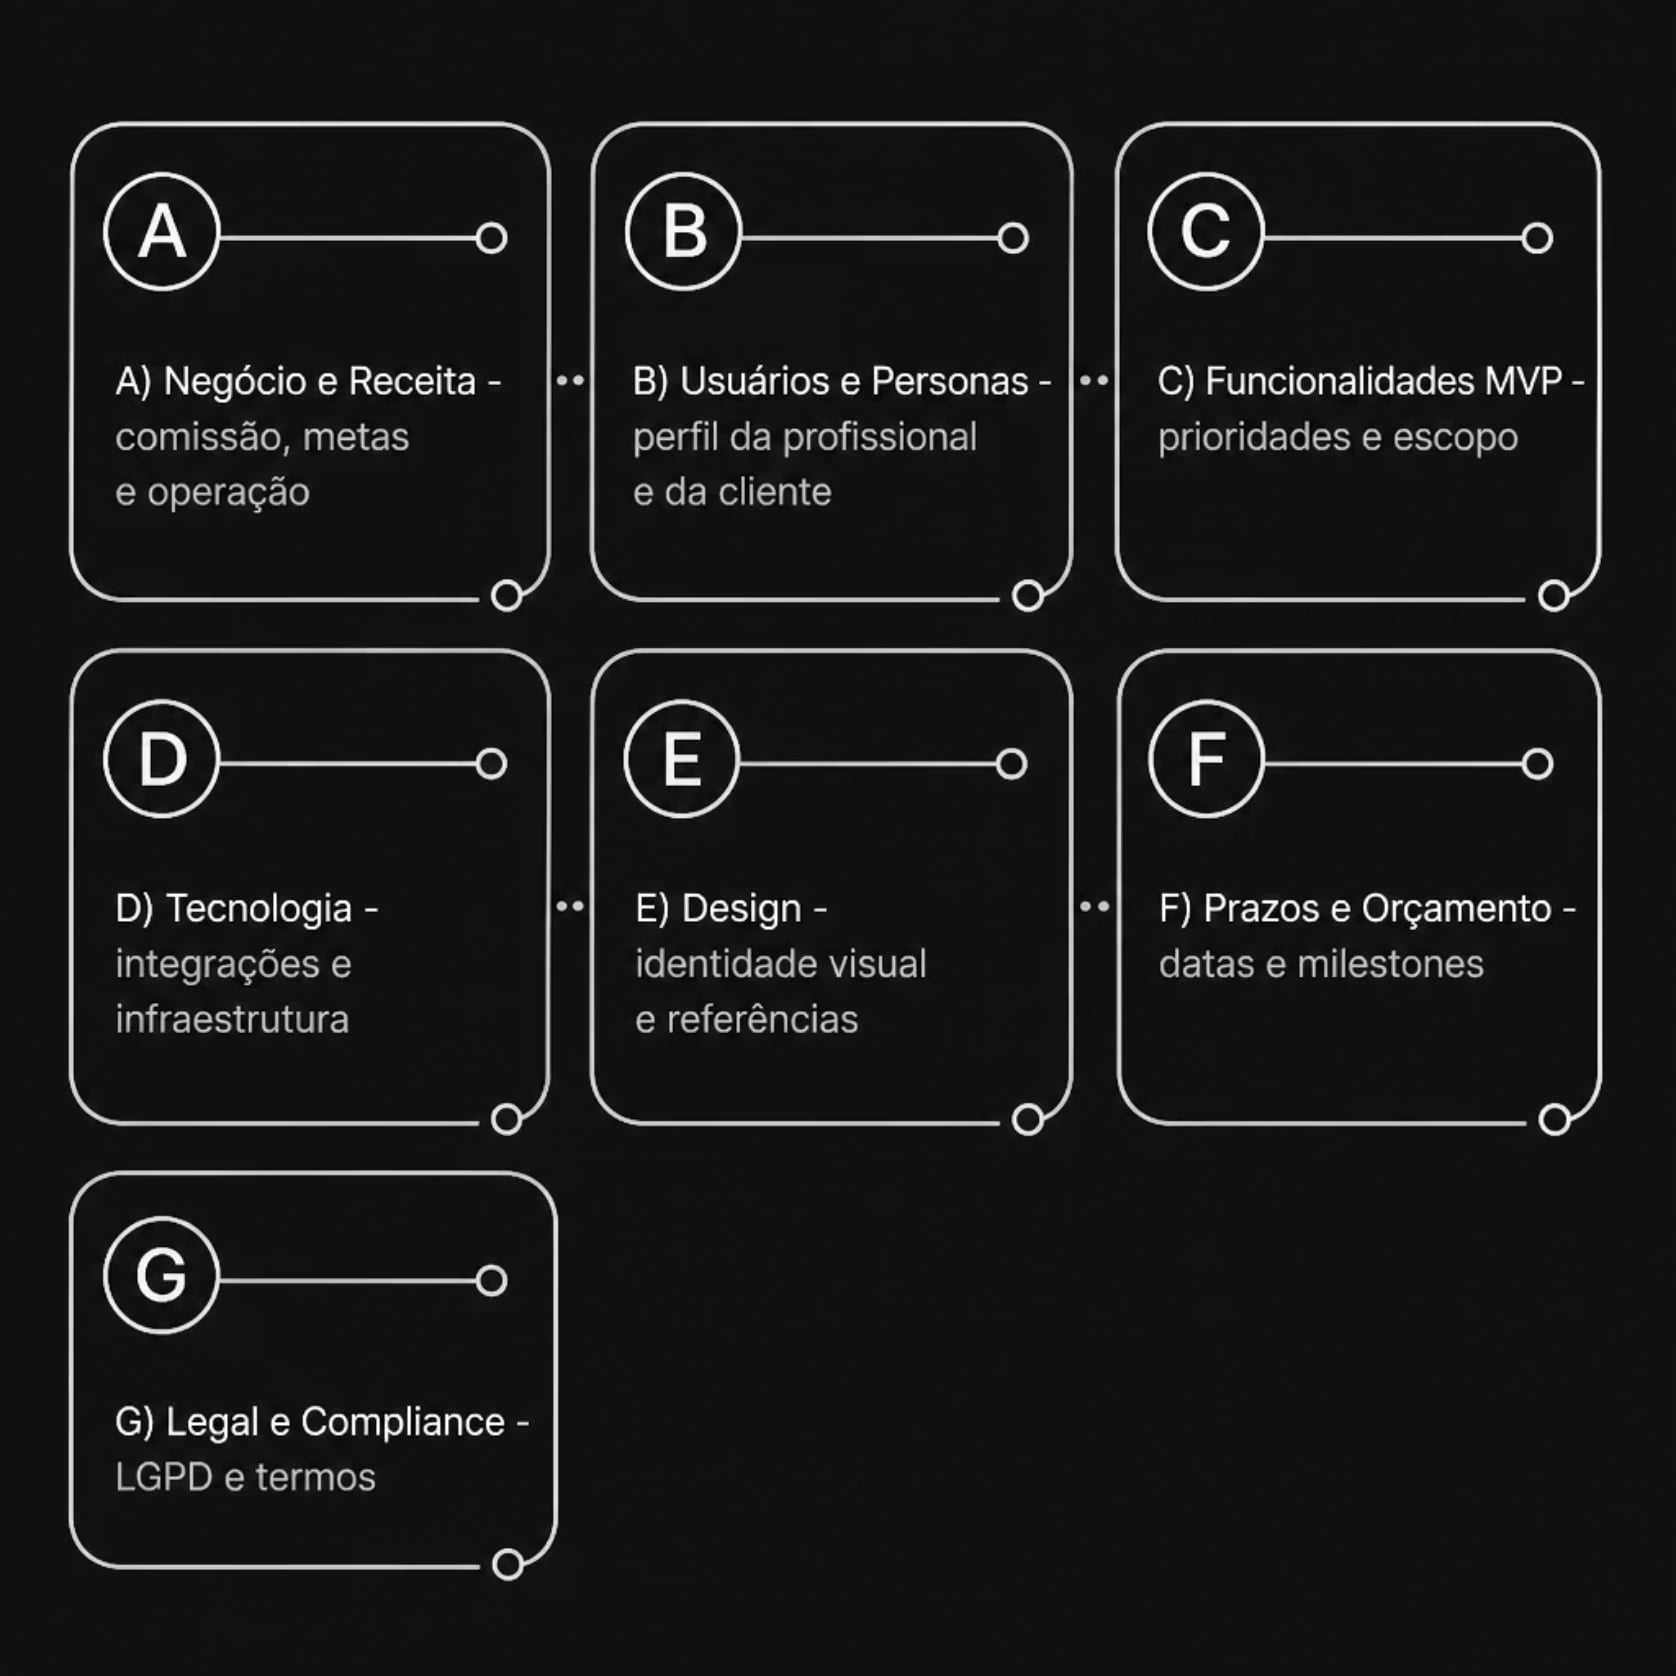 A
A) Negócio e Receita -
comissão, metas
e operação
B
B) Usuários e Personas -
perfil da profissional
e da cliente
C
C) Funcionalidades MVP -
prioridades e escopo
D
D) Tecnologia -
integrações e
infraestrutura
E
E) Design -
identidade visual
e referências
F
F) Prazos e Orçamento -
datas e milestones
G
G) Legal e Compliance -
LGPD e termos